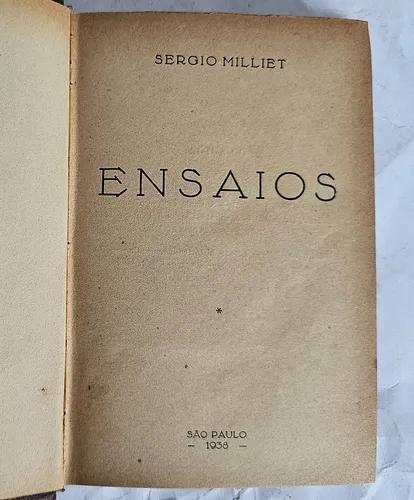 SERGIO MILLIET
ENSAIOS
*
SÃO PAULO
— 1938 —